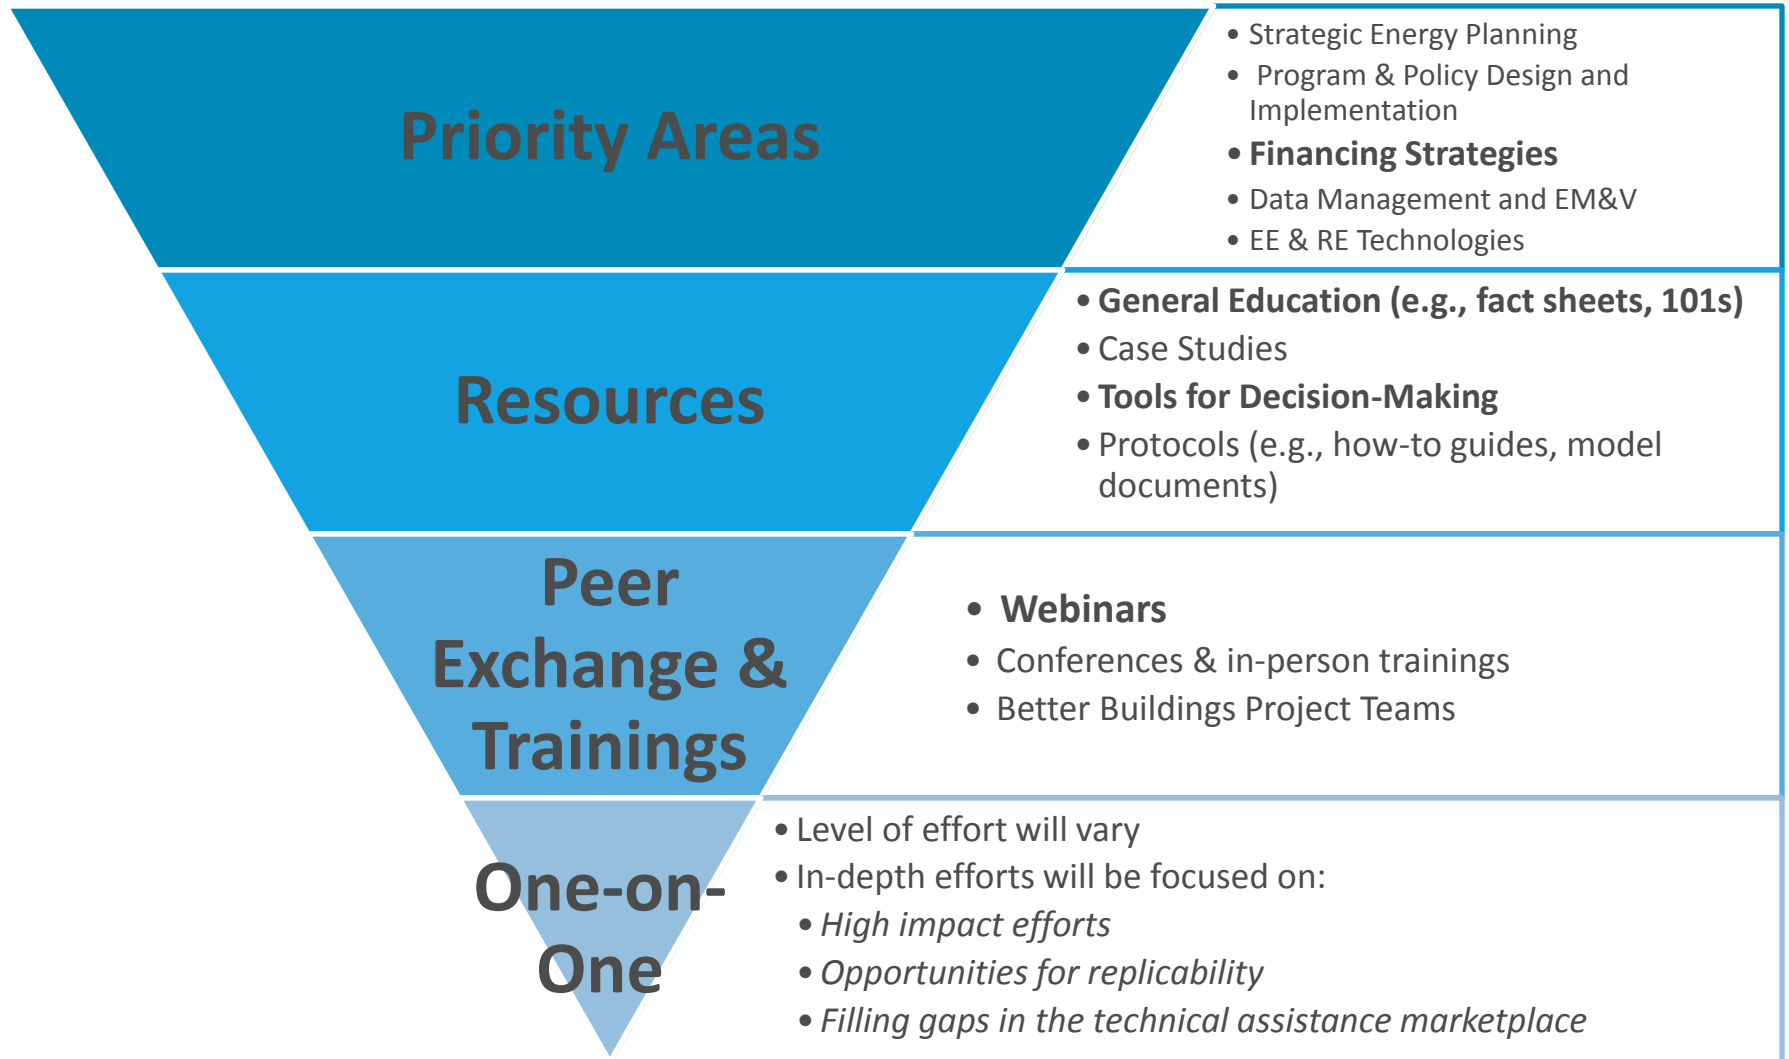 Priority Areas
• Strategic Energy Planning
• Program & Policy Design and
Implementation
• Financing Strategies
• Data Management and EM&V
• EE & RE Technologies
Resources
• General Education (e.g., fact sheets, 101s)
• Case Studies
• Tools for Decision-Making
• Protocols (e.g., how-to guides, model
documents)
Peer
Exchange &
Trainings
• Webinars
• Conferences & in-person trainings
• Better Buildings Project Teams
One-on-
One
• Level of effort will vary
• In-depth efforts will be focused on:
• High impact efforts
• Opportunities for replicability
• Filling gaps in the technical assistance marketplace